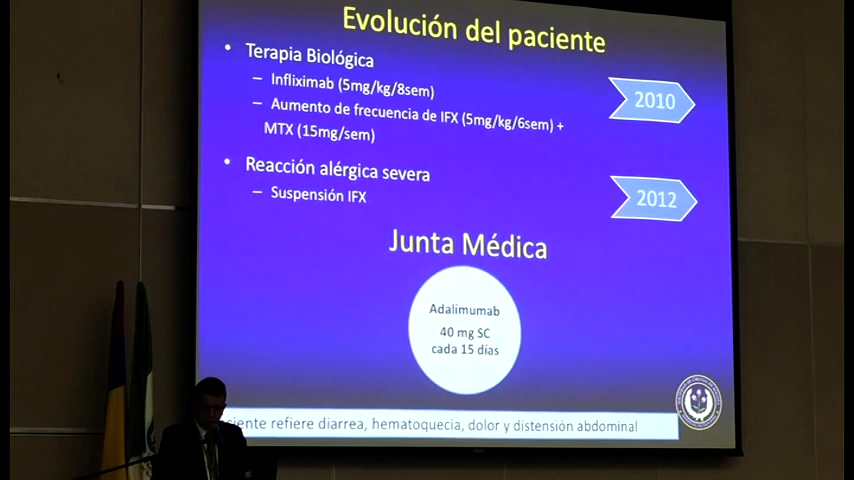 Evolución del paciente
• Terapia Biológica
– Infliximab (5mg/kg/8sem)
– Aumento de frecuencia de IFX (5mg/kg/6sem) +
MTX (15mg/sem)
2010
• Reacción alérgica severa
– Suspensión IFX
2012
Junta Médica
Adalimumab
40 mg SC
cada 15 días
refiere diarrea, hematoquecia, dolor y distensión abdominal